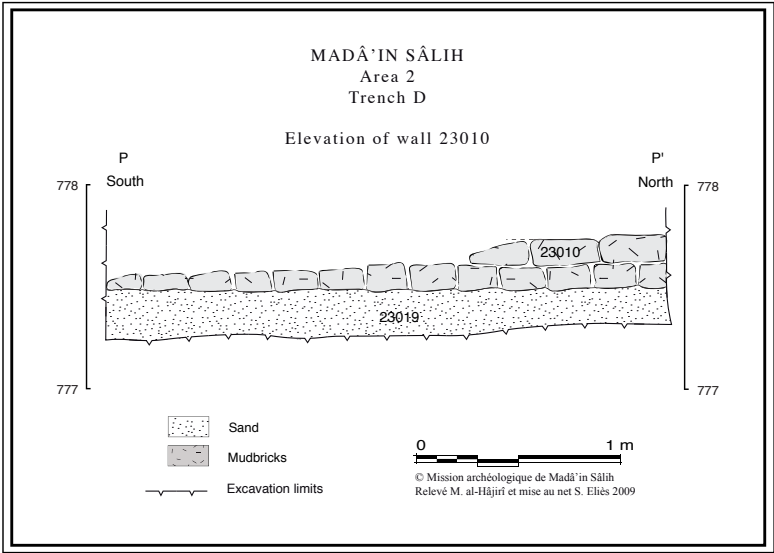 MADÂ'IN SÂLIH
Area 2
Trench D
Elevation of wall 23010
P P'
South North
778 778
23010
23019
777 777
Sand
Mudbricks
Excavation limits
0 1 m
© Mission archéologique de Madâ'in Sâlih
Relevé M. al-Hâjirî et mise au net S. Eliès 2009